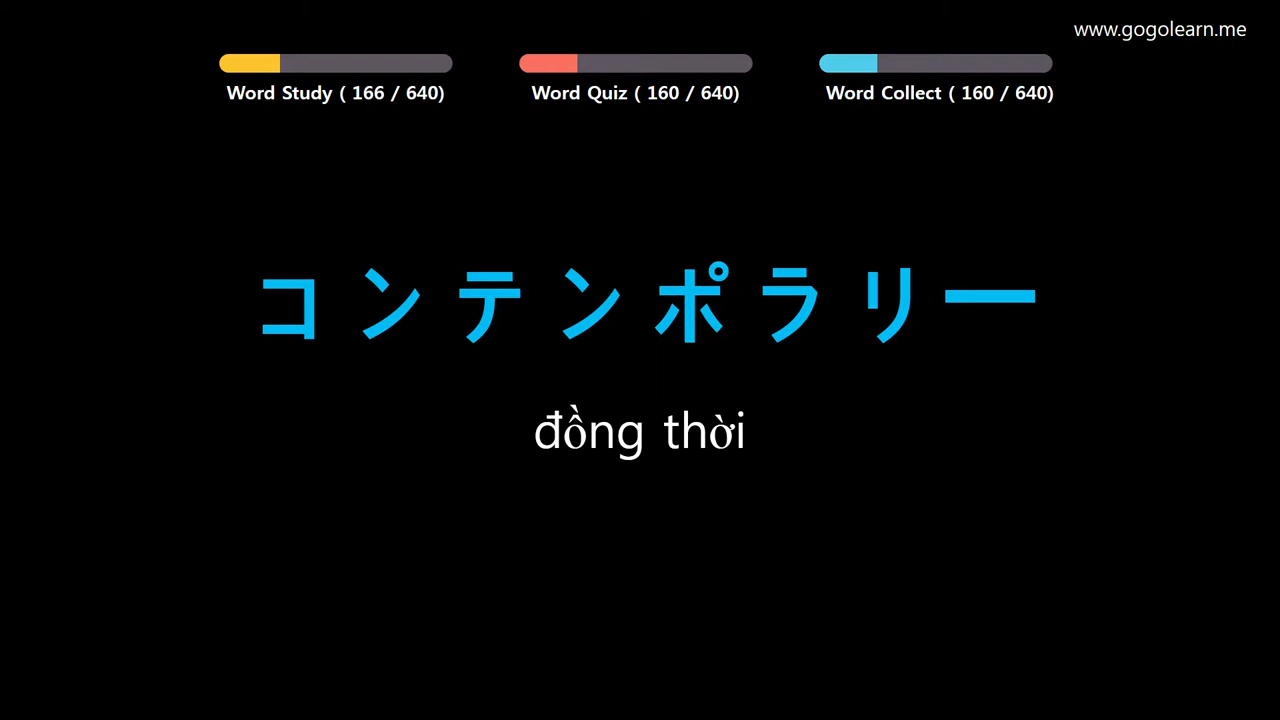 www.gogolearn.me
Word Study ( 166 / 640)
Word Quiz ( 160 / 640)
Word Collect ( 160 / 640)
コンテンポラリー
đồng thời